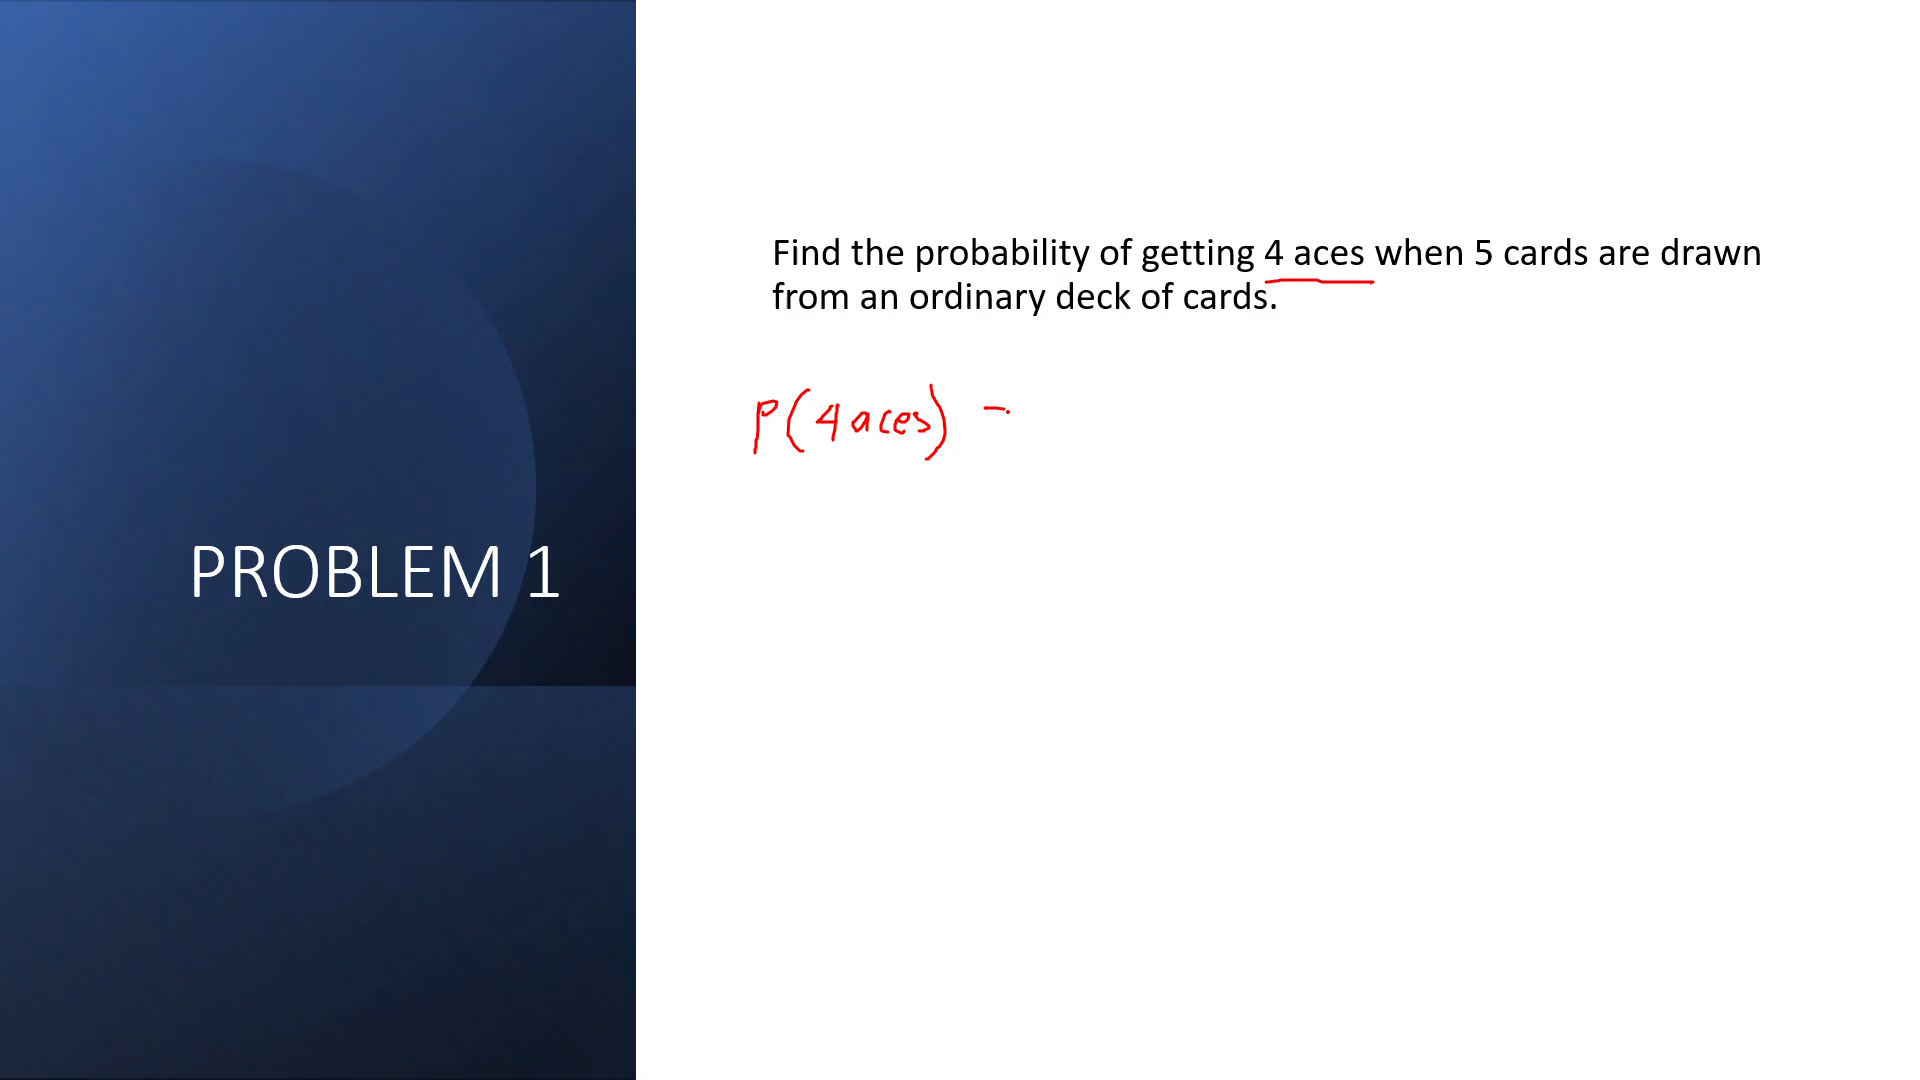 PROBLEM 1
Find the probability of getting 4 aces when 5 cards are drawn
from an ordinary deck of cards.
P(4 aces) -